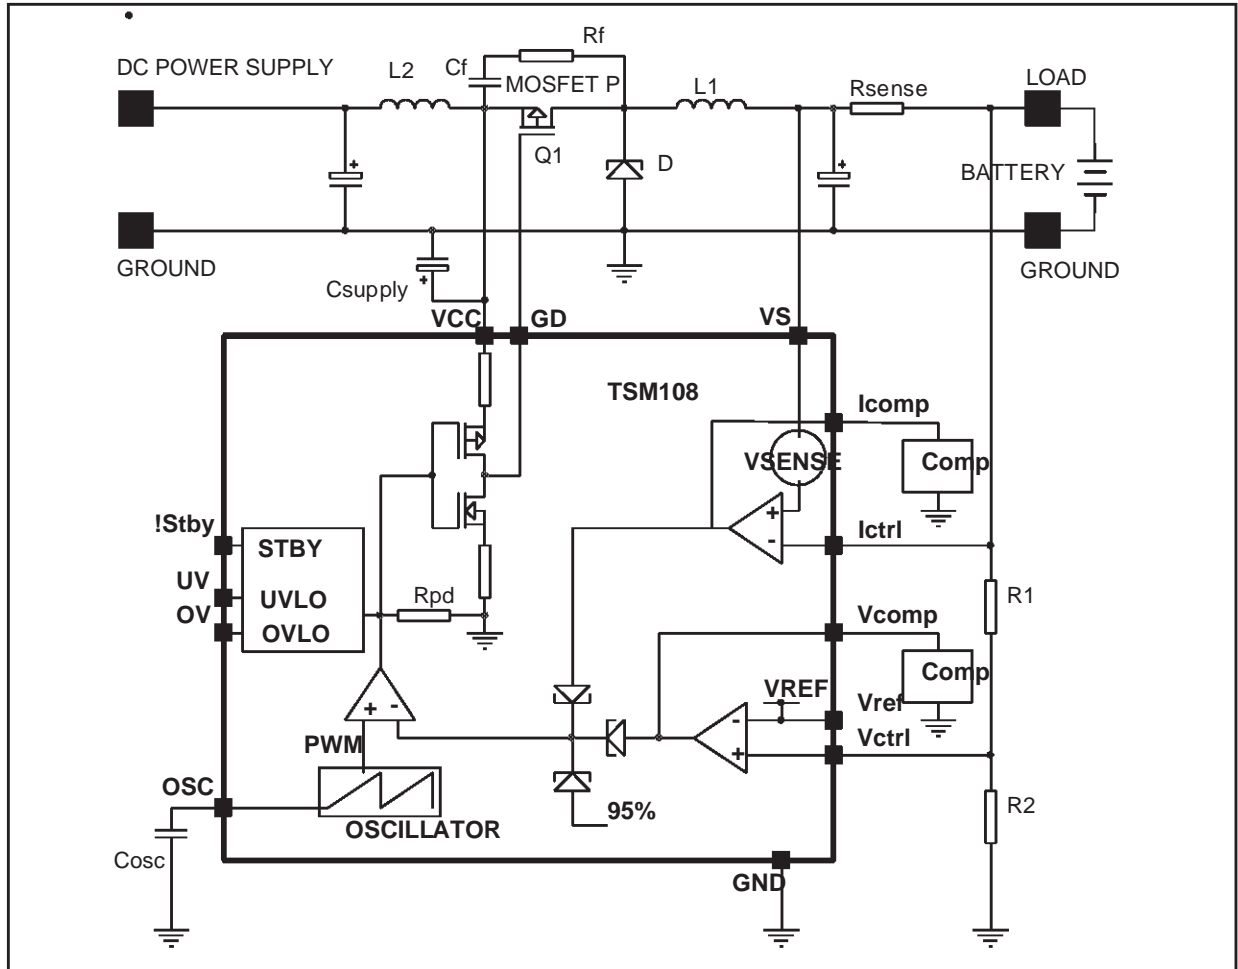 Rf
DC POWER SUPPLY
L2
Cf
MOSFET P
L1
Rsense
LOAD
Q1
D
BATTERY
GROUND
Csupply
GROUND
VCC
GD
VS
TSM108
Icomp
VSENSE
Comp
+
-
!Stby
STBY
Ictrl
UV
UVLO
Rpd
R1
OV
OVLO
Vcomp
Comp
VREF
Vref
+ -
-
+
PWM
Vctrl
OSC
95%
R2
OSCILLATOR
Cosc
GND